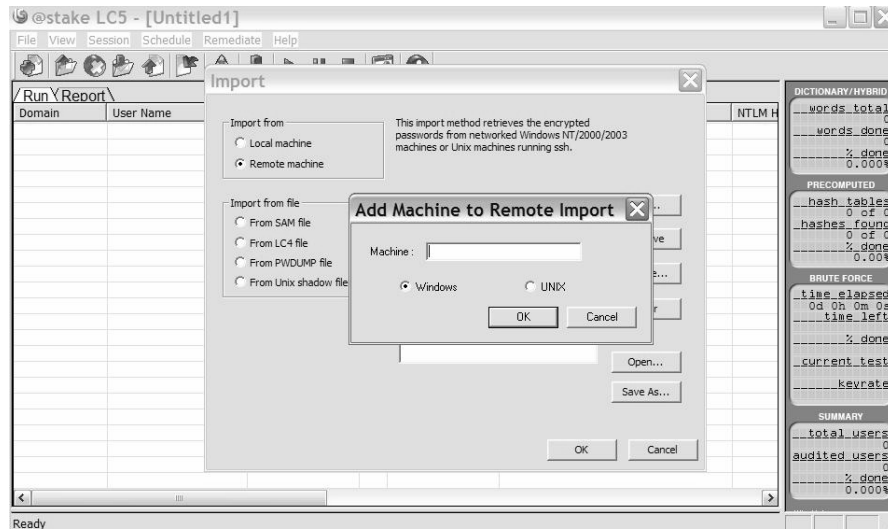 @stake LC5 - [Untitled1]
File View Session Schedule Remediate Help
Import
Run Report
Domain User Name NTLM H
Import from
Local machine
Remote machine
This import method retrieves the encrypted
passwords from networked Windows NT/2000/2003
machines or Unix machines running ssh.
Import from file
From SAM file
From LC4 file
From PWDUMP file
From Unix shadow file
Add Machine to Remote Import
Machine :
Windows UNIX
OK Cancel
Open...
Save As...
OK Cancel
DICTIONARY/HYBRID
words total
0
words done
0
% done
0.000%
PRECOMPUTED
hash tables
0 of 0
hashes found
0 of 0
% done
0.00%
BRUTE FORCE
time elapsed
0d 0h 0m 0s
time left
% done
current test
keyrate
SUMMARY
total users
0
audited users
0
% done
0.000%
Ready